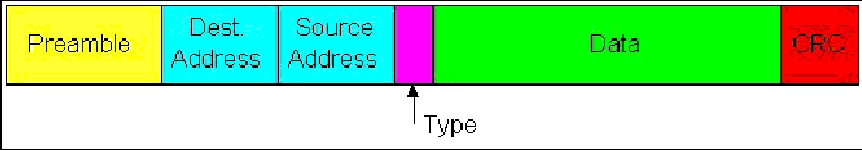 Preamble
Dest.
Address
Source
Address
Data
CRC
Type